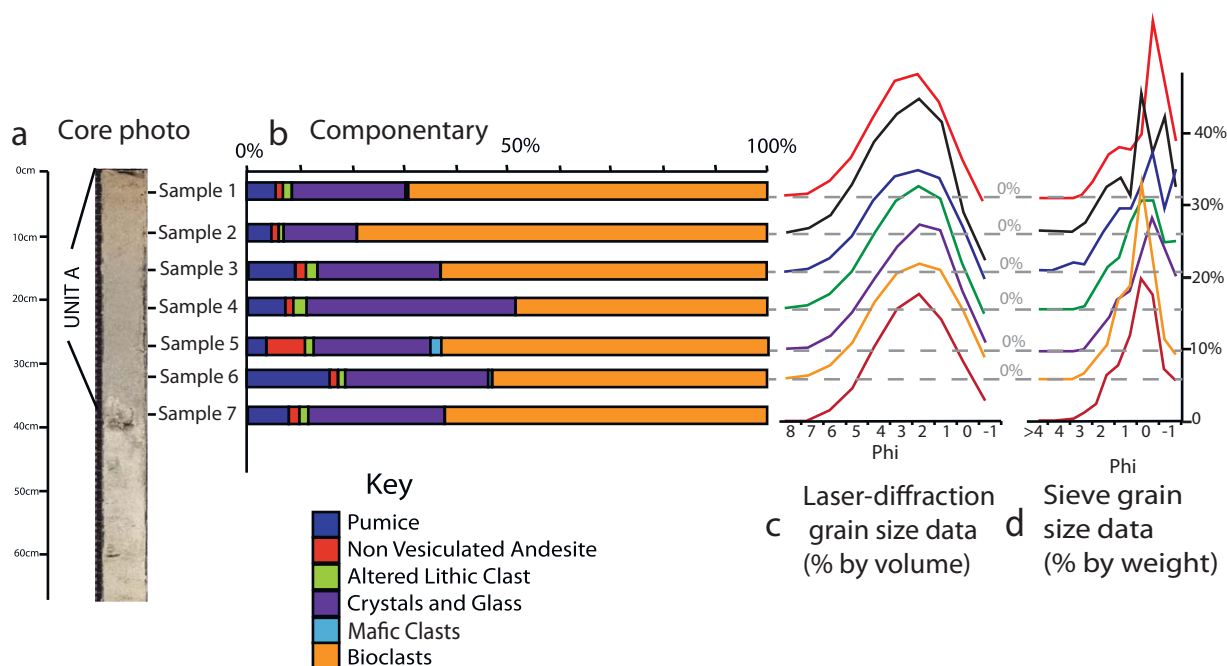 a
Core photo
b
Componentary
0%
50%
100%
0cm
10cm
20cm
30cm
40cm
50cm
60cm
UNIT A
Sample 1
Sample 2
Sample 3
Sample 4
Sample 5
Sample 6
Sample 7
Key
Pumice
Non Vesiculated Andesite
Altered Lithic Clast
Crystals and Glass
Mafic Clasts
Bioclasts
0%
0%
0%
0%
0%
0%
8 7 6 5 4 3 2 1 0 -1
Phi
c
Laser-diffraction
grain size data
(% by volume)
40%
30%
20%
10%
0
>4 4 3 2 1 0 -1
Phi
d
Sieve grain
size data
(% by weight)